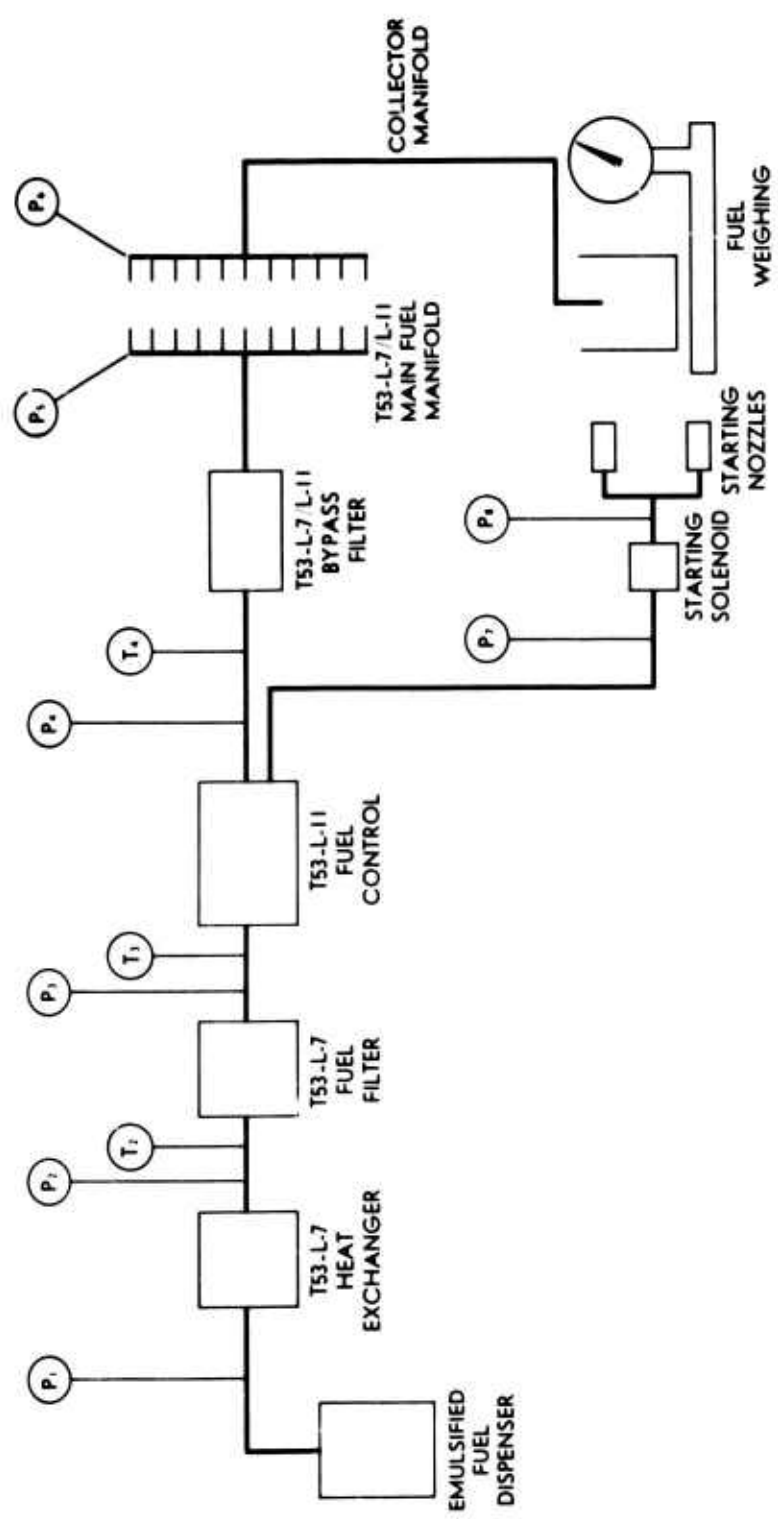 P₁
P₂
T₂
P₃
T₃
P₄
T₄
P₅
P₆
EMULSIFIED
FUEL
DISPENSER
T53-L-7
HEAT
EXCHANGER
T53-L-7
FUEL
FILTER
T53-L-11
FUEL
CONTROL
T53-L-7/L-11
BYPASS
FILTER
T53-L-7/L-11
MAIN FUEL
MANIFOLD
COLLECTOR
MANIFOLD
P₇
P₈
STARTING
SOLENOID
STARTING
NOZZLES
FUEL
WEIGHING